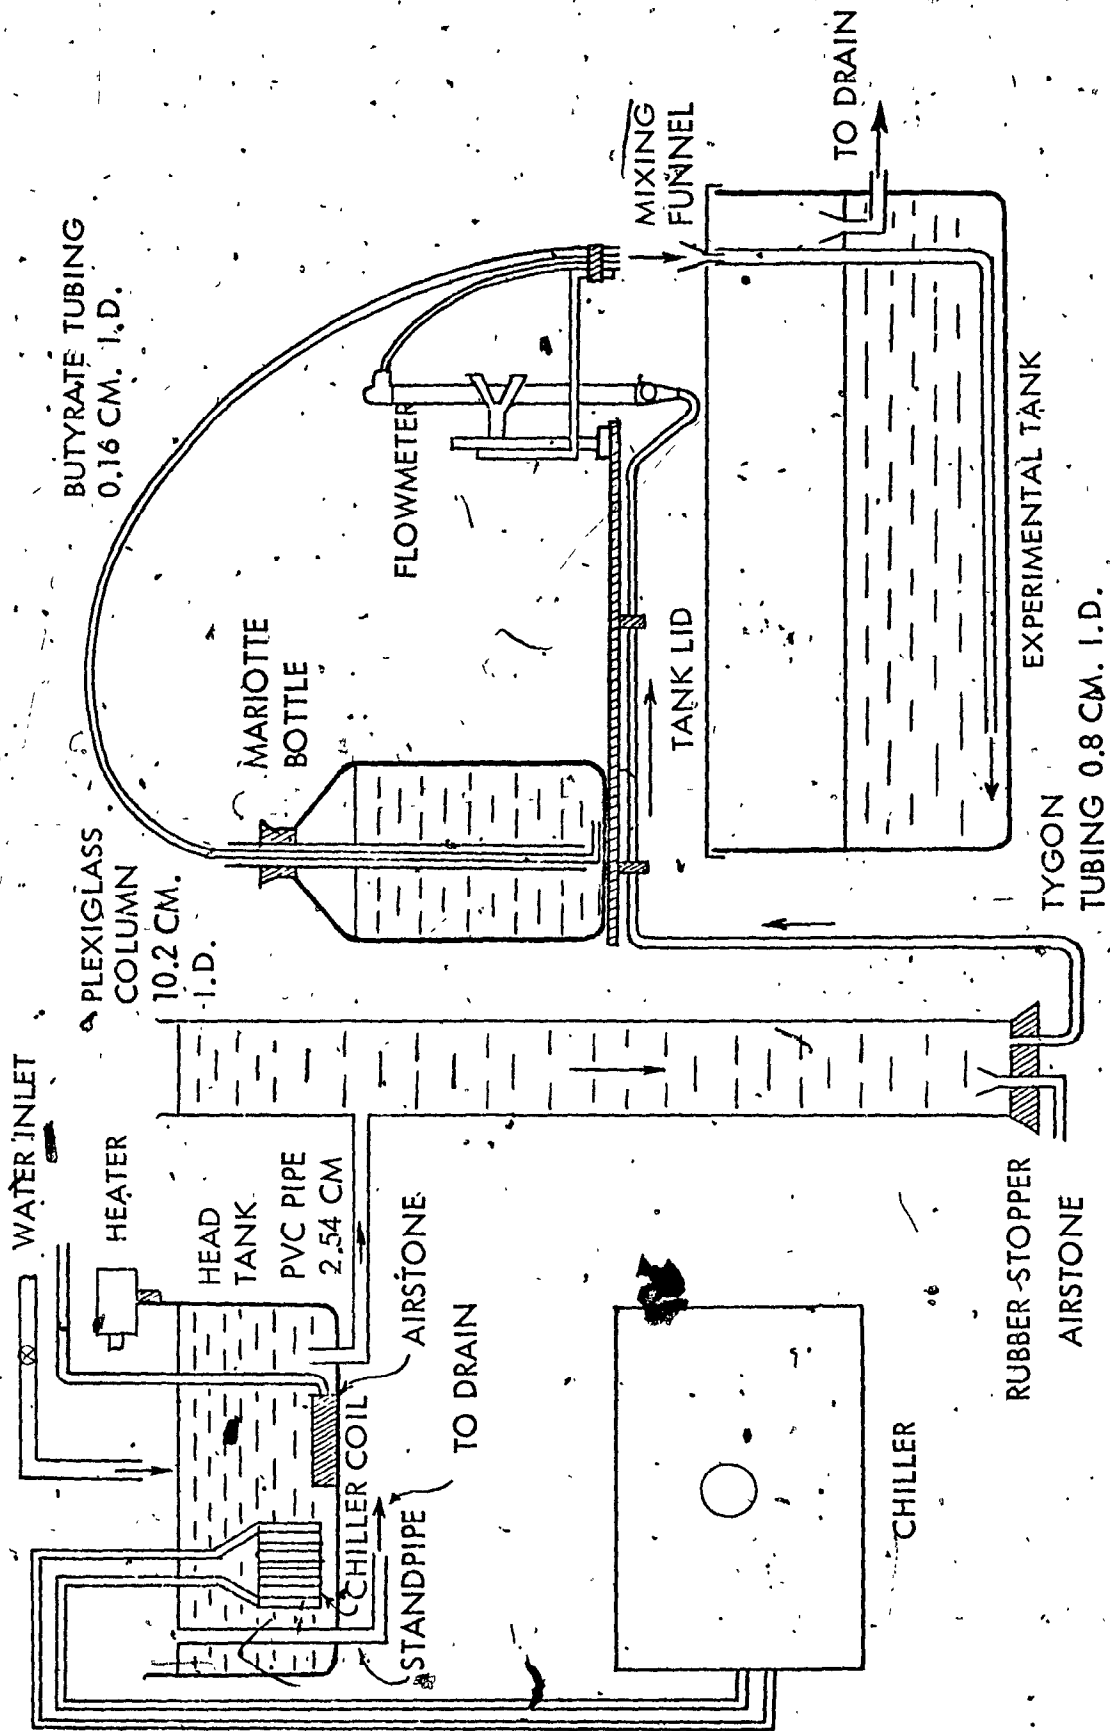 WATER INLET
HEATER
HEAD
TANK
PVC PIPE
2.54 CM
AIRSTONE
CHILLER COIL
TO DRAIN
STANDPIPE
CHILLER
PLEXIGLASS
COLUMN
10.2 CM.
I.D.
RUBBER STOPPER
AIRSTONE
MARIOTTE
BOTTLE
BUTYRATE TUBING
0.16 CM. I.D.
FLOWMETER
TANK LID
MIXING
FUNNEL
TO DRAIN
EXPERIMENTAL TANK
TYGON
TUBING 0.8 CM. I.D.